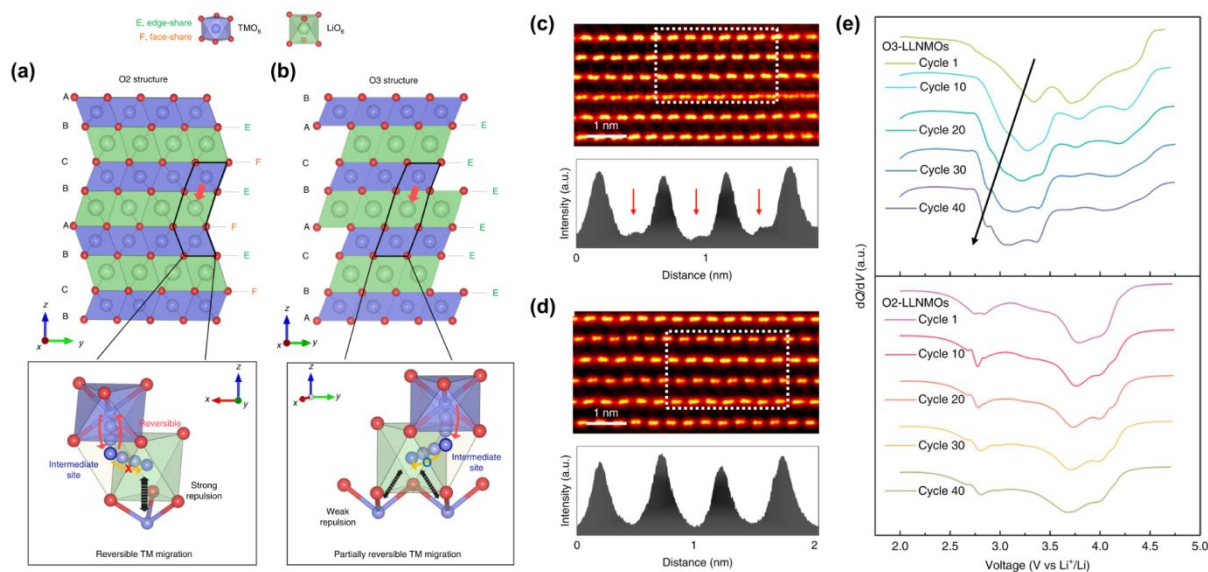 E, edge-share
F, face-share
TMO₆
LiO₆
(a)
O2 structure
A
B
C
B
A
B
C
B
E
F
E
F
E
F
z
x
y
z
x
y
Reversible
Intermediate site
x
Strong repulsion
Reversible TM migration
(b)
O3 structure
B
A
C
B
A
C
B
A
E
E
E
E
E
E
z
x
y
z
x
y
O
Intermediate site
Weak repulsion
Partially reversible TM migration
(c)
1 nm
Intensity (a.u.)
0
1
Distance (nm)
(d)
1 nm
Intensity (a.u.)
0
1
2
Distance (nm)
(e)
O3-LLNMOs
Cycle 1
Cycle 10
Cycle 20
Cycle 30
Cycle 40
dQ/dV (a.u.)
O2-LLNMOs
Cycle 1
Cycle 10
Cycle 20
Cycle 30
Cycle 40
2.0 2.5 3.0 3.5 4.0 4.5 5.0
Voltage (V vs Li⁺/Li)